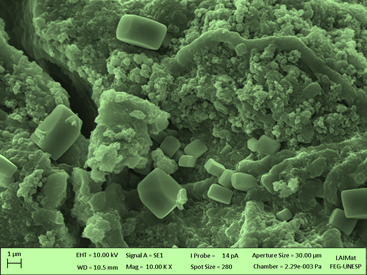 1 µm
EHT = 10.00 kV Signal A = SE1 I Probe = 14 pA Aperture Size = 30.00 µm LAIMat
WD = 10.5 mm Mag = 10.00 K X Spot Size = 280 Chamber = 2.29e-003 Pa FEG-UNESP